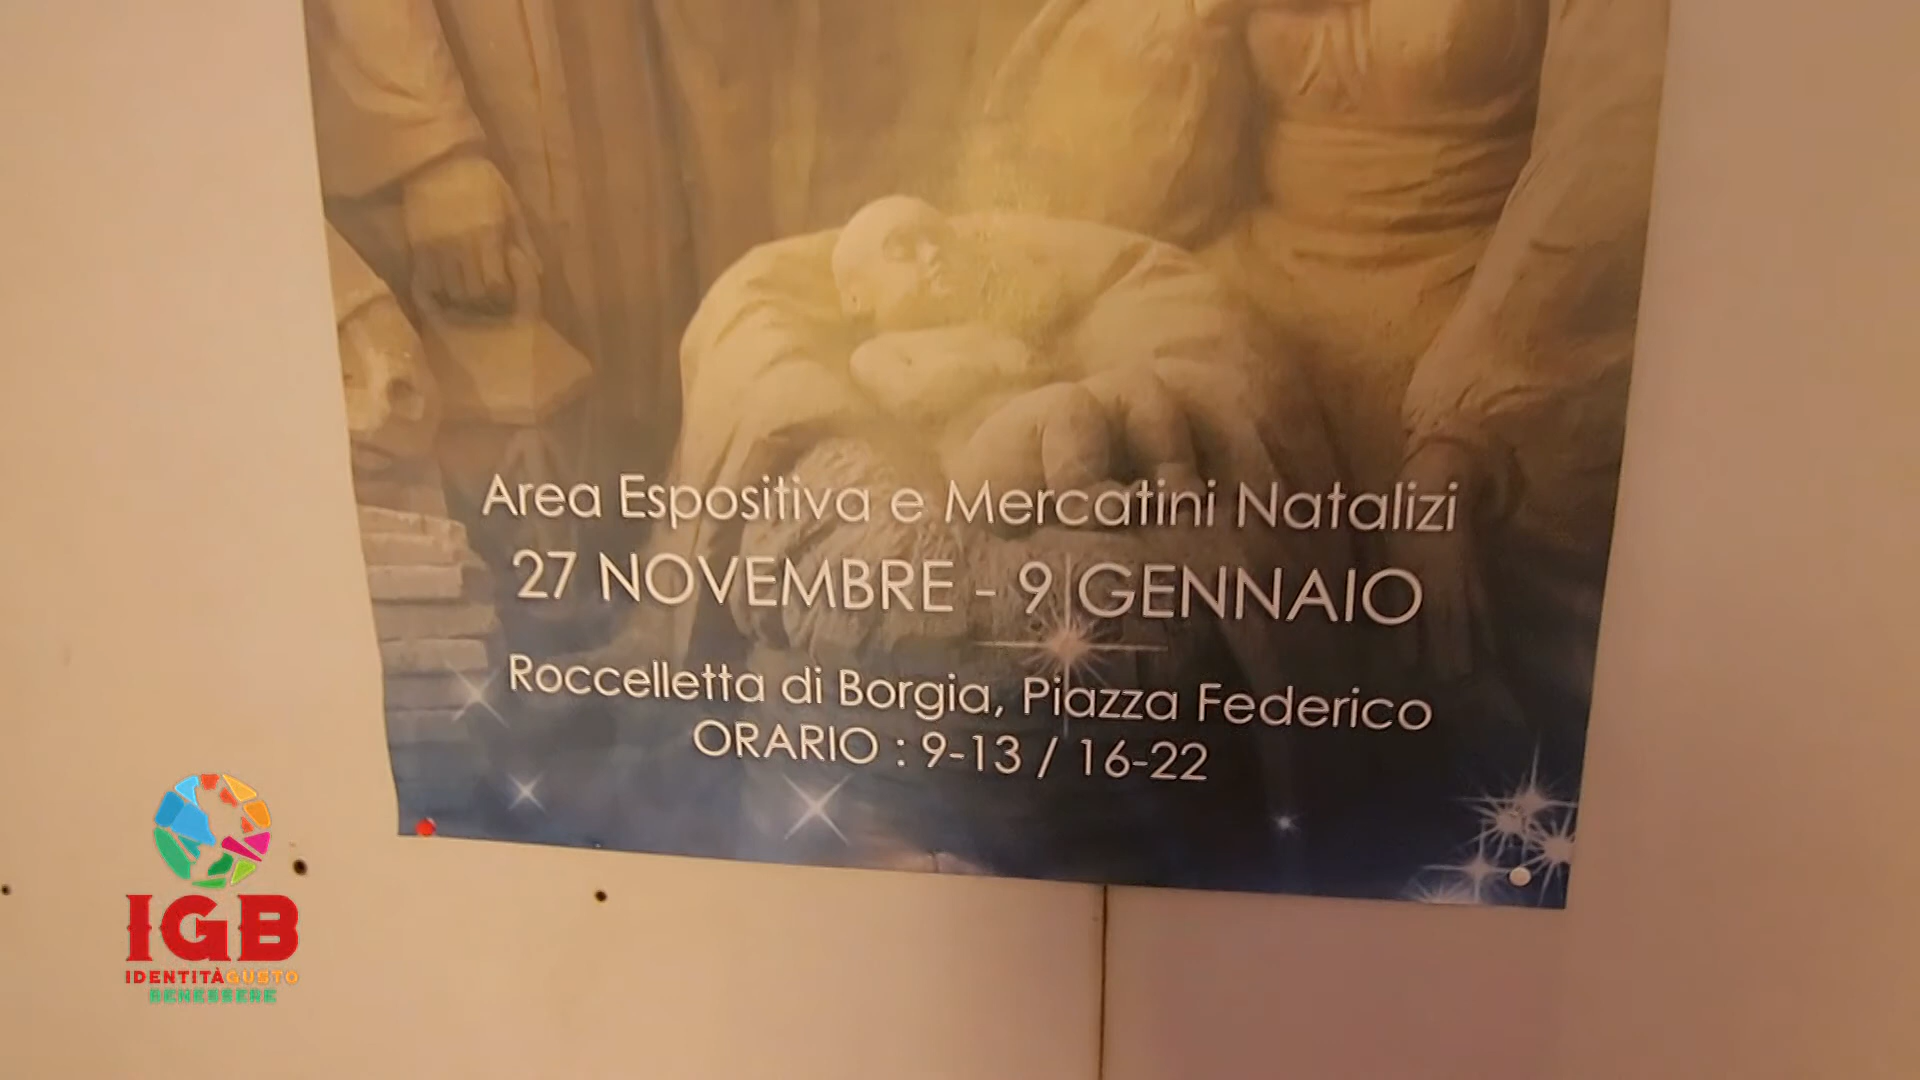 Area Espositiva e Mercatini Natalizi
27 NOVEMBRE - 9 GENNAIO
Roccelletta di Borgia, Piazza Federico
ORARIO : 9-13 / 16-22
IGB
IDENTITÀGUSTO
BENESSERE